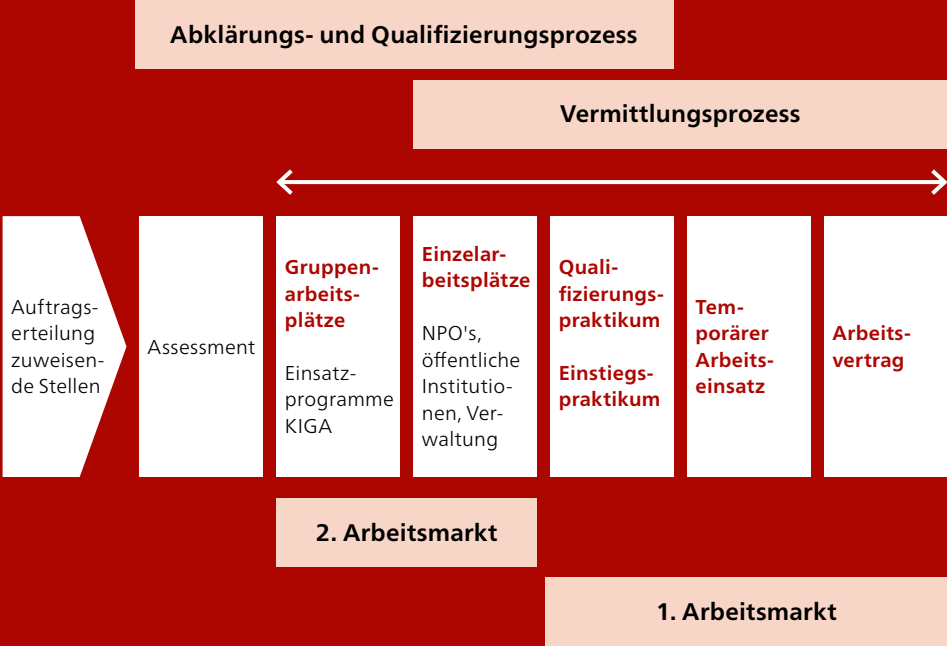 Abklärungs- und Qualifizierungsprozess
Vermittlungsprozess
Auftrags-
erteilung
zuweisen-
de Stellen
Assessment
Gruppen-
arbeits-
plätze
Einsatz-
programme
KIGA
Einzelar-
beitsplätze
NPO's,
öffentliche
Institutio-
nen, Ver-
waltung
Quali-
fizierungs-
praktikum
Einstiegs-
praktikum
Tem-
porärer
Arbeits-
einsatz
Arbeits-
vertrag
2. Arbeitsmarkt
1. Arbeitsmarkt